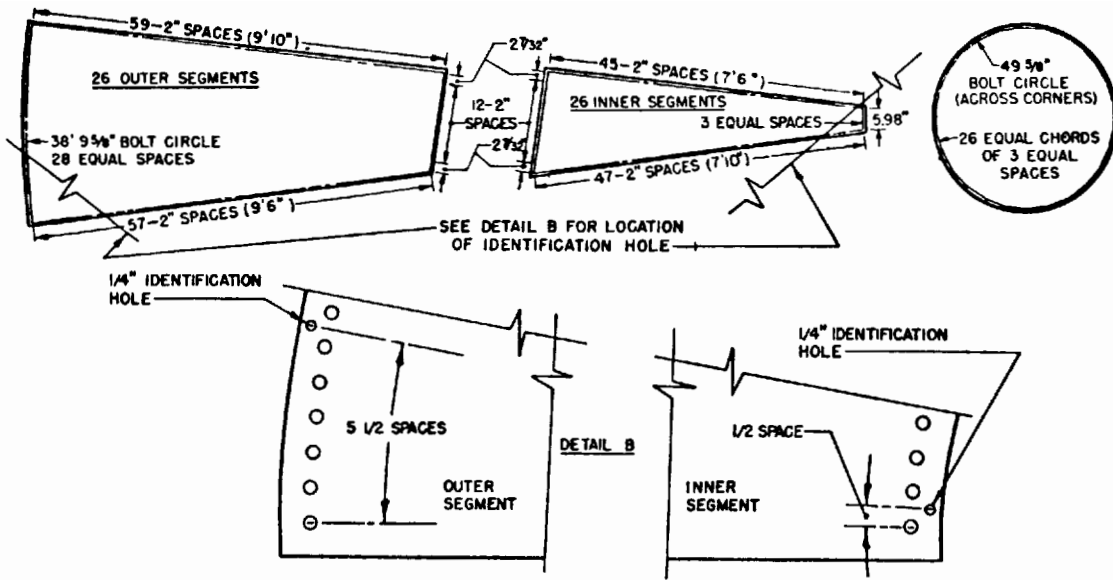 59-2" SPACES (9'10")
26 OUTER SEGMENTS
38' 9 5/8" BOLT CIRCLE
28 EQUAL SPACES
57-2" SPACES (9'6")
2 7/32"
12-2"
SPACES
2 7/32"
45-2" SPACES (7'6")
26 INNER SEGMENTS
3 EQUAL SPACES
5.98"
47-2" SPACES (7'10")
49 5/8"
BOLT CIRCLE
(ACROSS CORNERS)
26 EQUAL CHORDS
OF 3 EQUAL
SPACES
SEE DETAIL B FOR LOCATION
OF IDENTIFICATION HOLE
1/4" IDENTIFICATION
HOLE
5 1/2 SPACES
OUTER
SEGMENT
DETAIL B
1/4" IDENTIFICATION
HOLE
1/2 SPACE
INNER
SEGMENT